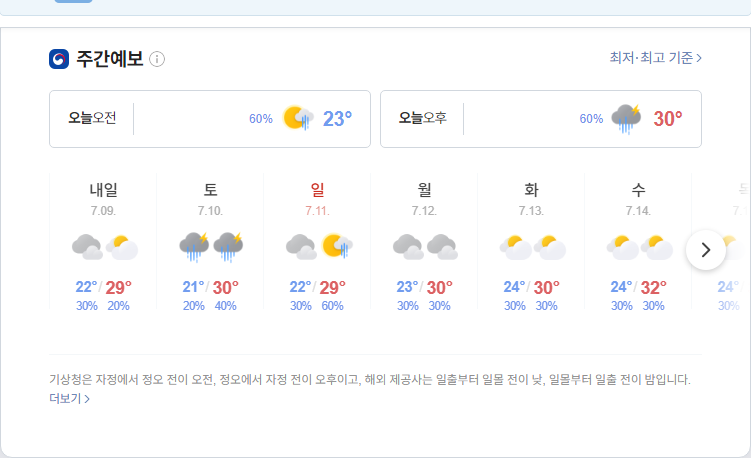 주간예보
최저·최고 기준
오늘오전 60% 23°
오늘오후 60% 30°
내일 토 일 월 화 수
7.09. 7.10. 7.11. 7.12. 7.13. 7.14.
22°/29° 21°/30° 22°/29° 23°/30° 24°/30° 24°/32° 24°
30% 20% 20% 40% 30% 60% 30% 30% 30% 30% 30% 30% 30%
기상청은 자정에서 정오 전이 오전, 정오에서 자정 전이 오후이고, 해외 제공사는 일출부터 일몰 전이 낮, 일몰부터 일출 전이 밤입니다.
더보기